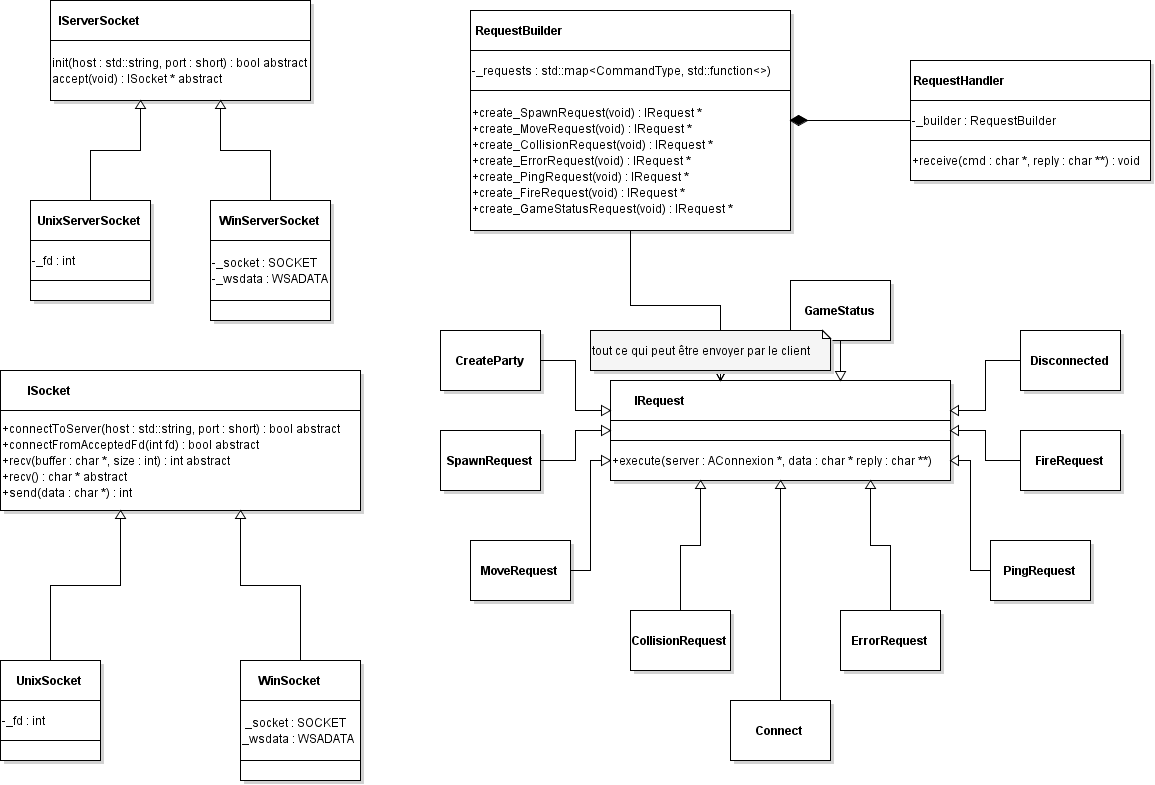 IServerSocket
init(host : std::string, port : short) : bool abstract
accept(void) : ISocket * abstract
UnixServerSocket
-_fd : int
WinServerSocket
-_socket : SOCKET
-_wsdata : WSADATA
ISocket
+connectToServer(host : std::string, port : short) : bool abstract
+connectFromAcceptedFd(int fd) : bool abstract
+recv(buffer : char *, size : int) : int abstract
+recv() : char * abstract
+send(data : char *) : int
UnixSocket
-_fd : int
WinSocket
_socket : SOCKET
_wsdata : WSADATA
RequestBuilder
-_requests : std::map<CommandType, std::function<>)
+create_SpawnRequest(void) : IRequest *
+create_MoveRequest(void) : IRequest *
+create_CollisionRequest(void) : IRequest *
+create_ErrorRequest(void) : IRequest *
+create_PingRequest(void) : IRequest *
+create_FireRequest(void) : IRequest *
+create_GameStatusRequest(void) : IRequest *
RequestHandler
-_builder : RequestBuilder
+receive(cmd : char *, reply : char **) : void
GameStatus
tout ce qui peut être envoyer par le client
CreateParty
Disconnected
IRequest
+execute(server : AConnexion *, data : char * reply : char **)
SpawnRequest
FireRequest
MoveRequest
PingRequest
CollisionRequest
ErrorRequest
Connect